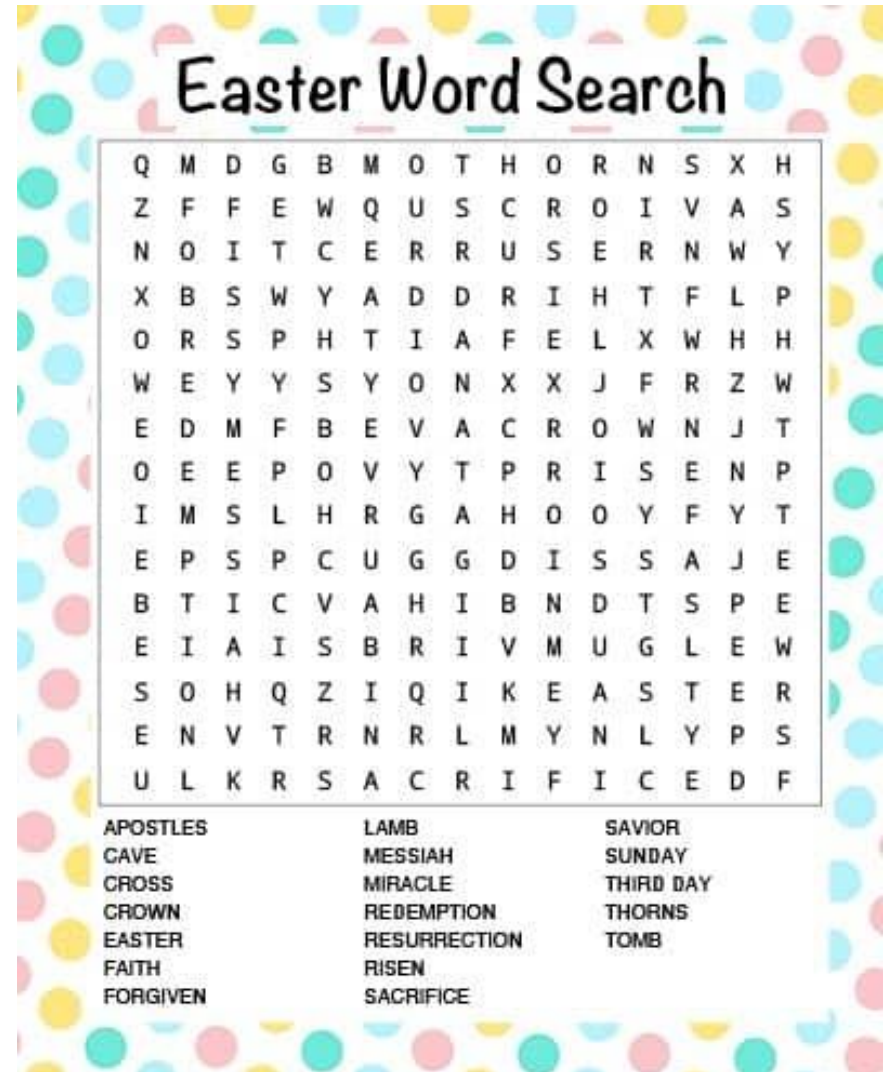 Easter Word Search
Q M D G B M O T H O R N S X H
Z F F E W Q U S C R O I V A S
N O I T C E R R U S E R N W Y
X B S W Y A D D R I H T F L P
O R S P H T I A F E L X W H H
W E Y Y S Y O N X X J F R Z W
E D M F B E V A C R O W N J T
O E E P O V Y T P R I S E N P
I M S L H R G A H O O Y F Y T
E P S P C U G G D I S S A J E
B T I C V A H I B N D T S P E
E I A I S B R I V M U G L E W
S O H Q Z I Q I K E A S T E R
E N V T R N R L M Y N L Y P S
U L K R S A C R I F I C E D F
APOSTLES LAMB SAVIOR
CAVE MESSIAH SUNDAY
CROSS MIRACLE THIRD DAY
CROWN REDEMPTION THORNS
EASTER RESURRECTION TOMB
FAITH RISEN
FORGIVEN SACRIFICE